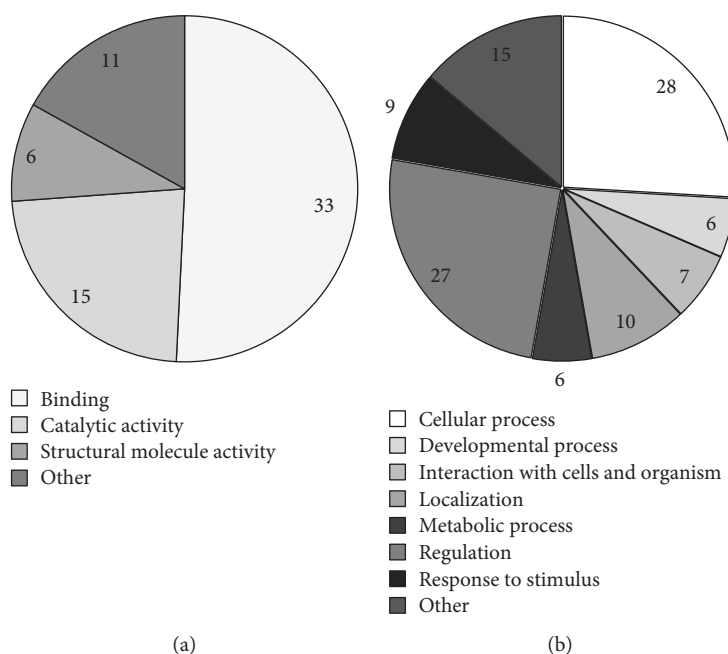 11
6
33
15
Binding
Catalytic activity
Structural molecule activity
Other
(a)
15
28
9
6
7
27
10
6
Cellular process
Developmental process
Interaction with cells and organism
Localization
Metabolic process
Regulation
Response to stimulus
Other
(b)